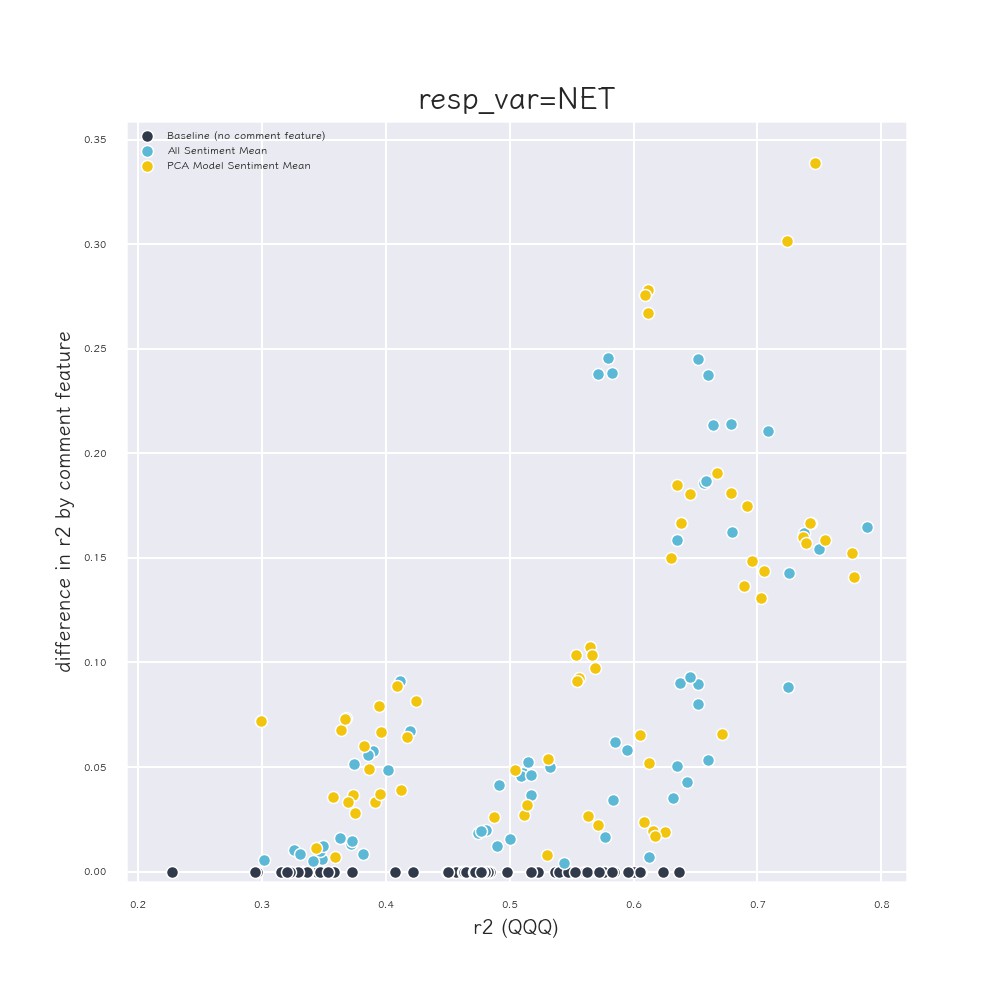 resp_var=NET
Baseline (no comment feature)
All Sentiment Mean
PCA Model Sentiment Mean
difference in r2 by comment feature
0.35
0.30
0.25
0.20
0.15
0.10
0.05
0.00
0.2 0.3 0.4 0.5 0.6 0.7 0.8
r2 (QQQ)